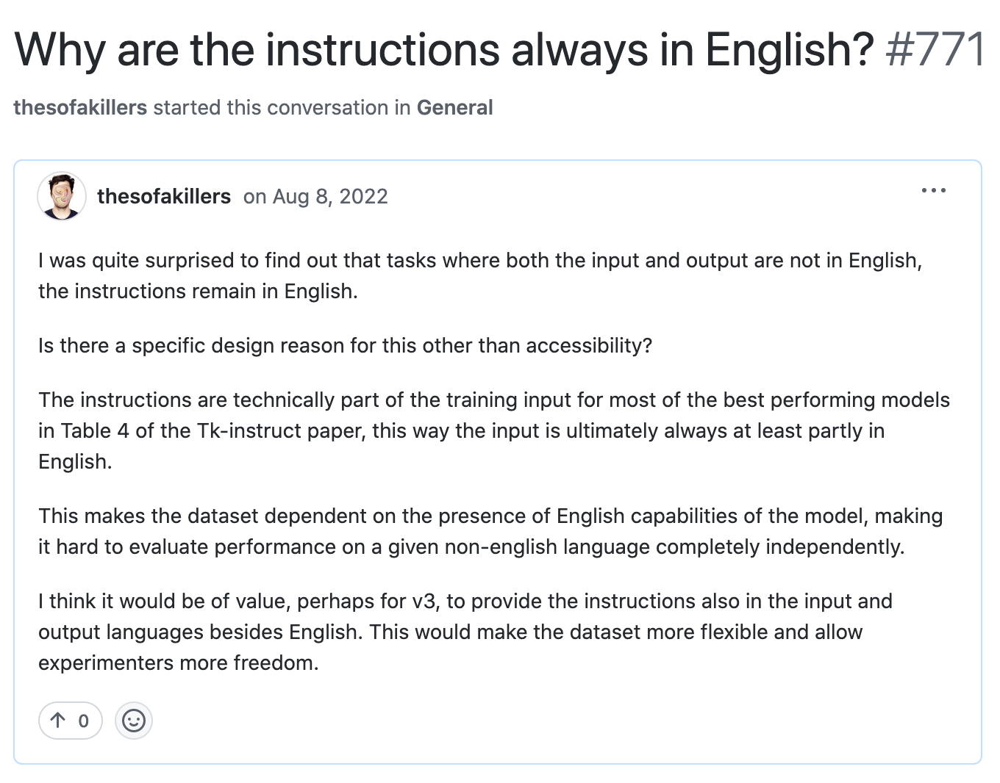 Why are the instructions always in English? #771
thesofakillers started this conversation in General
thesofakillers on Aug 8, 2022
I was quite surprised to find out that tasks where both the input and output are not in English,
the instructions remain in English.
Is there a specific design reason for this other than accessibility?
The instructions are technically part of the training input for most of the best performing models
in Table 4 of the Tk-instruct paper, this way the input is ultimately always at least partly in
English.
This makes the dataset dependent on the presence of English capabilities of the model, making
it hard to evaluate performance on a given non-english language completely independently.
I think it would be of value, perhaps for v3, to provide the instructions also in the input and
output languages besides English. This would make the dataset more flexible and allow
experimenters more freedom.
↑ 0